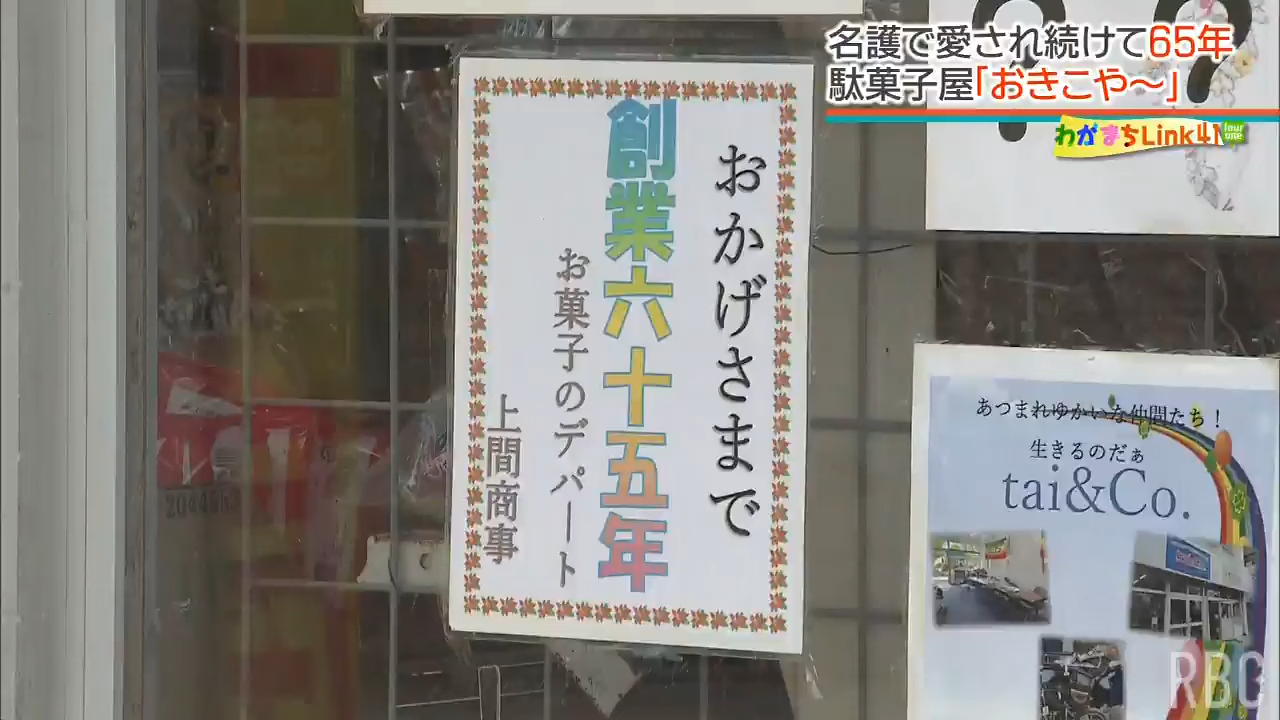 名護で愛され続けて65年
駄菓子屋「おきこや～」
わがまちLink41
four one
おかげさまで
創業六十五年
お菓子のデパート
上間商事
あつまれゆかいな仲間たち！
生きるのだぁ
tai&Co.
RBC